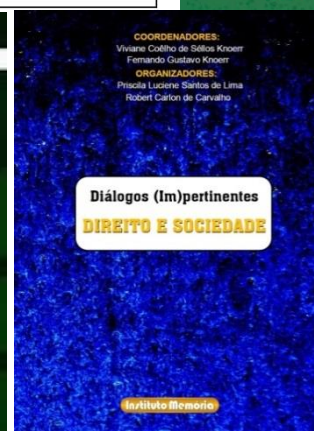 COORDENADORES:
Viviane Coêlho de Séllos Knoerr
Fernando Gustavo Knoerr
ORGANIZADORES:
Priscila Luciene Santos de Lima
Robert Carlon de Carvalho
Diálogos (Im)pertinentes
DIREITO E SOCIEDADE
Instituto Memoria